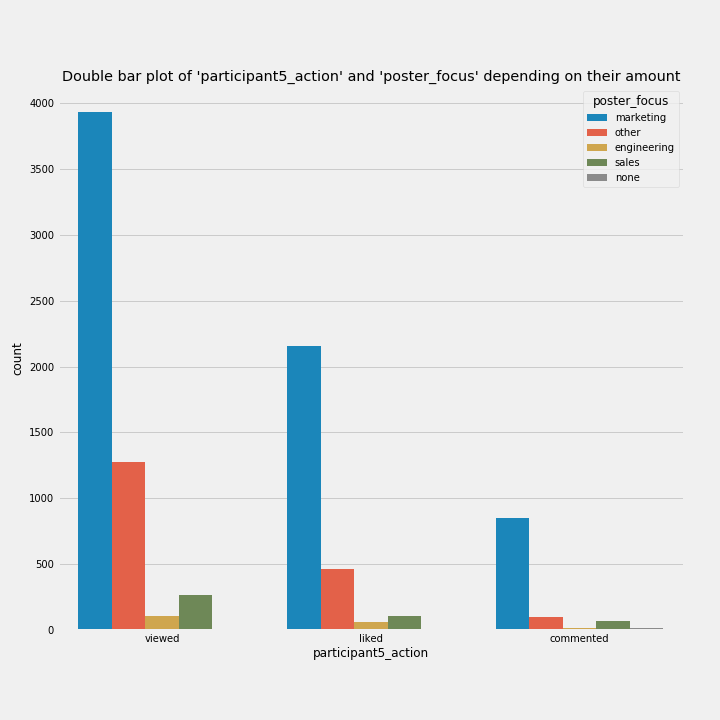 Double bar plot of 'participant5_action' and 'poster_focus' depending on their amount
poster_focus
marketing
other
engineering
sales
none
4000
3500
3000
2500
2000
1500
1000
500
0
count
viewed
liked
commented
participant5_action